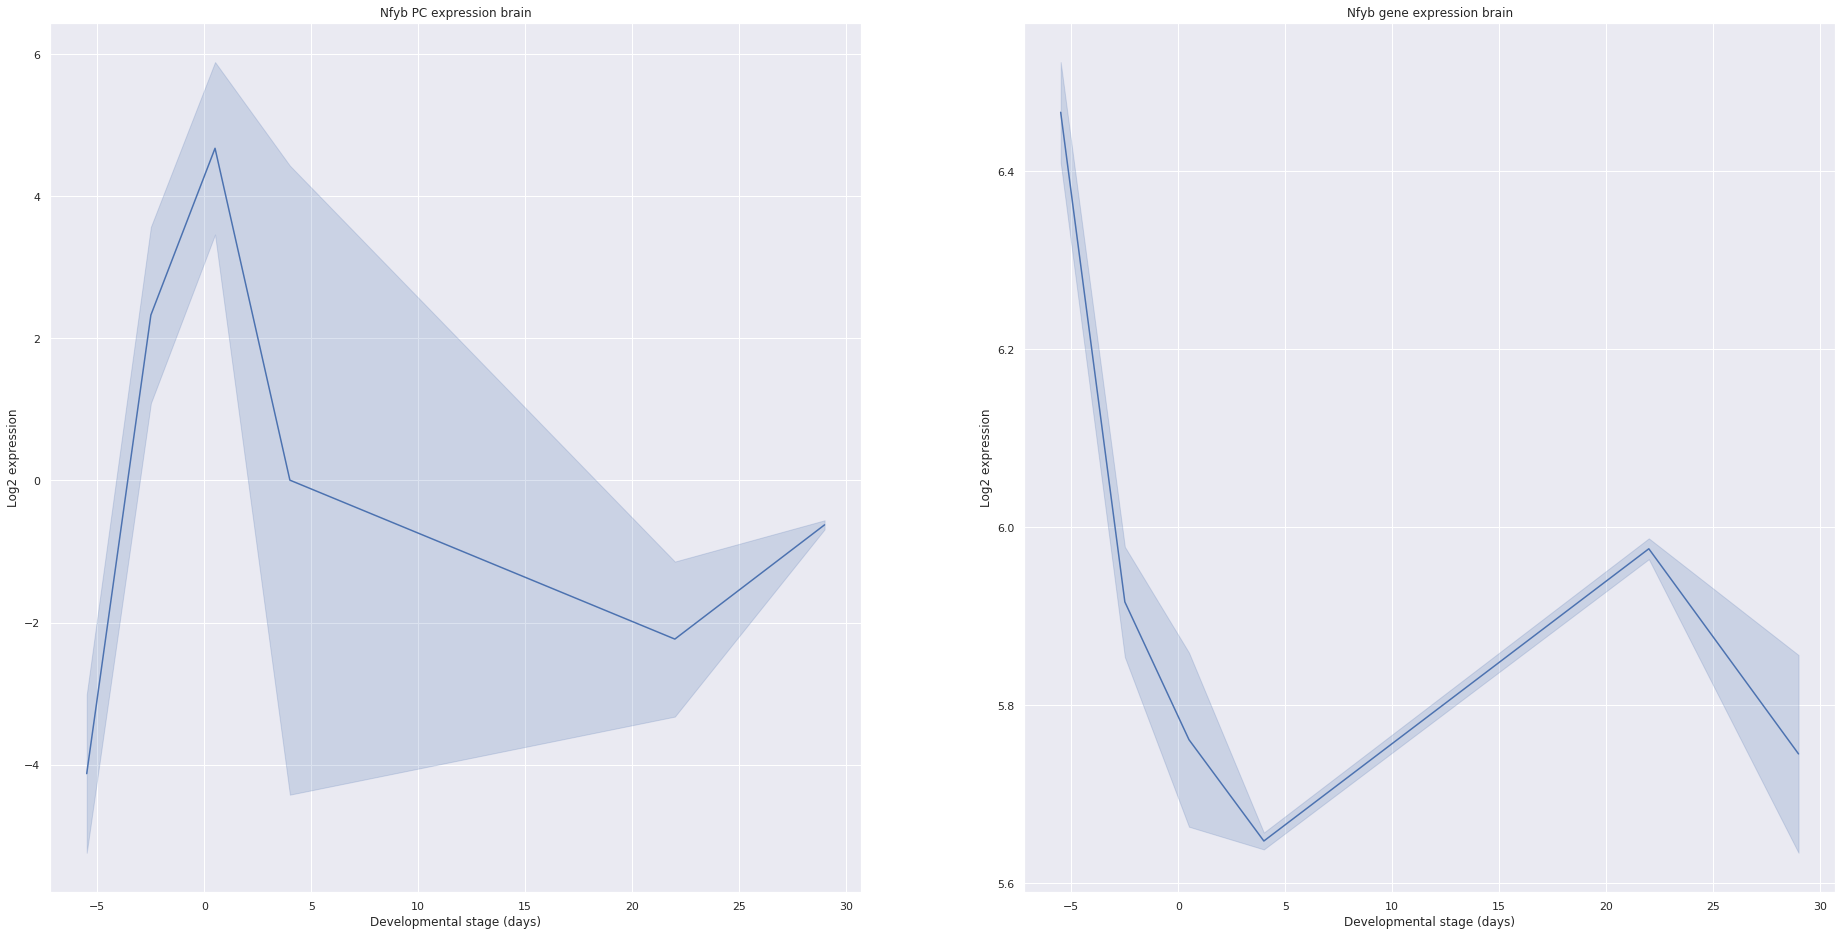 Nfyb PC expression brain
6
4
2
0
−2
−4
Log2 expression
−5 0 5 10 15 20 25 30
Developmental stage (days)
Nfyb gene expression brain
6.4
6.2
6.0
5.8
5.6
Log2 expression
−5 0 5 10 15 20 25 30
Developmental stage (days)